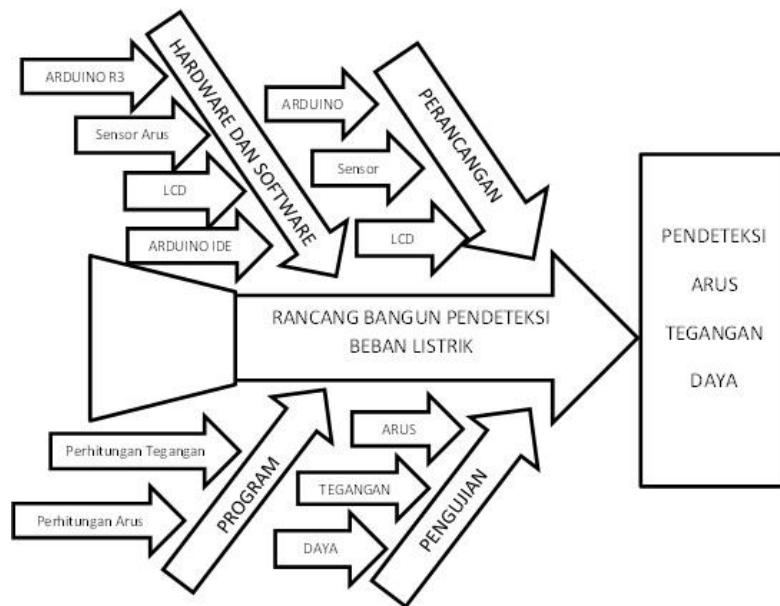 ARDUINO R3
Sensor Arus
LCD
ARDUINO IDE
HARDWARE DAN SOFTWARE
ARDUINO
Sensor
LCD
PERANCANGAN
RANCANG BANGUN PENDETEKSI
BEBAN LISTRIK
PENDETEKSI
ARUS
TEGANGAN
DAYA
Perhitungan Tegangan
Perhitungan Arus
PROGRAM
ARUS
TEGANGAN
DAYA
PENGUJIAN